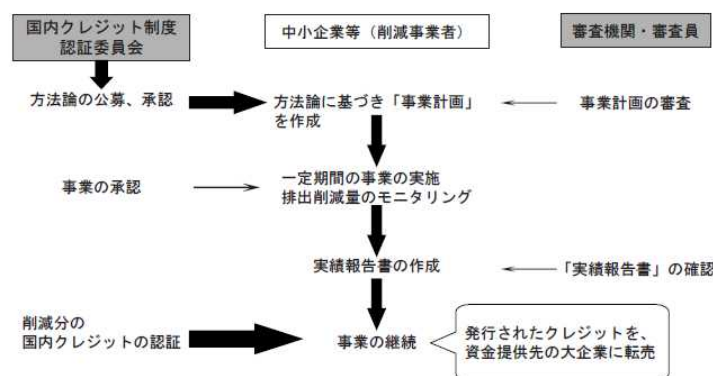 国内クレジット制度
認証委員会
中小企業等（削減事業者）
審査機関・審査員
方法論の公募、承認
方法論に基づき「事業計画」
を作成
事業計画の審査
事業の承認
一定期間の事業の実施
排出削減量のモニタリング
実績報告書の作成
「実績報告書」の確認
削減分の
国内クレジットの認証
事業の継続
発行されたクレジットを、
資金提供先の大企業に転売